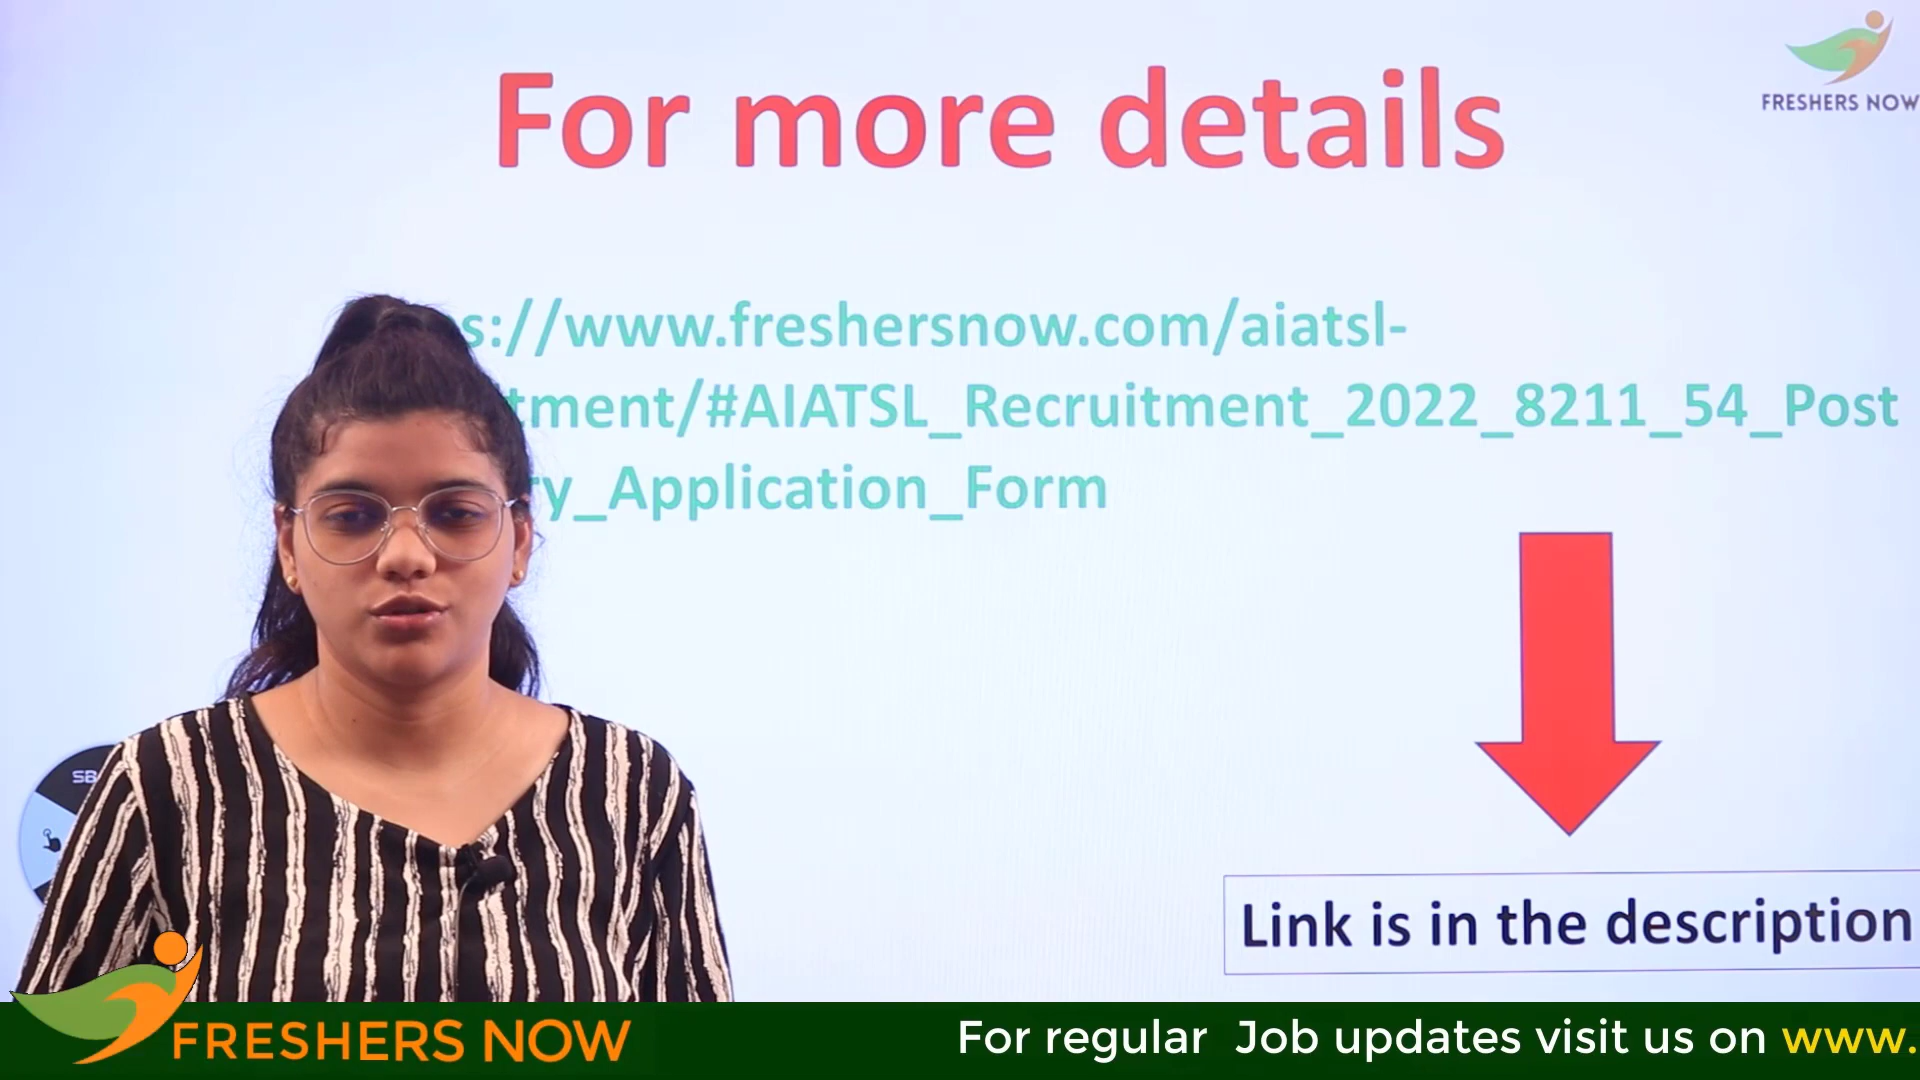 For more details
FRESHERS NOW
s://www.freshersnow.com/aiatsl-
tment/#AIATSL_Recruitment_2022_8211_54_Post
ry_Application_Form
Link is in the description
FRESHERS NOW
For regular Job updates visit us on www.